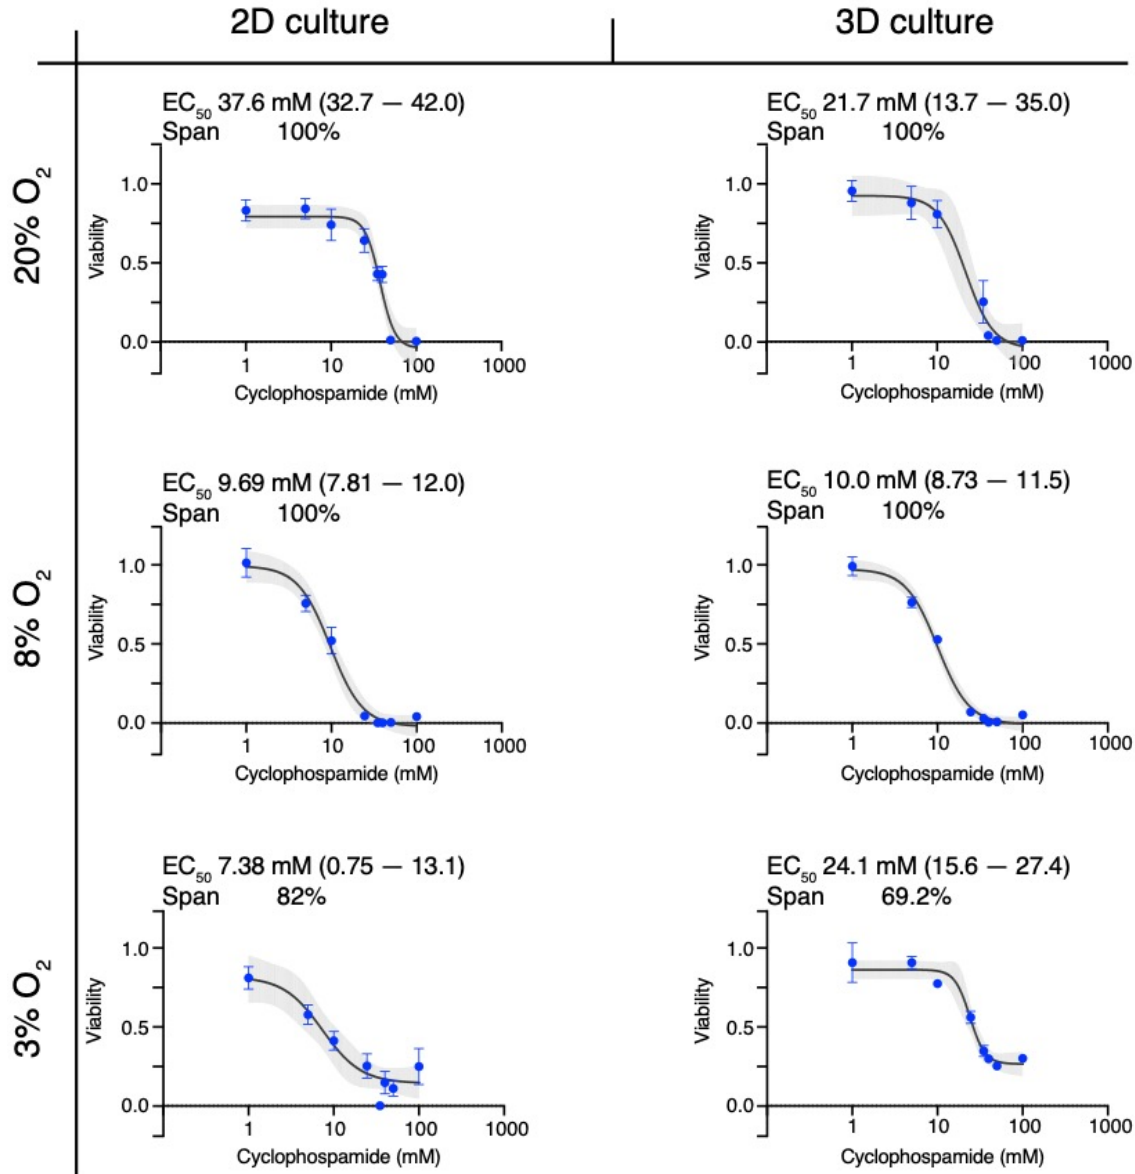 2D culture
3D culture
20% O2
EC50 37.6 mM (32.7 — 42.0)
Span 100%
1.0
0.5
0.0
Viability
1 10 100 1000
Cyclophospamide (mM)
EC50 21.7 mM (13.7 — 35.0)
Span 100%
1.0
0.5
0.0
Viability
1 10 100 1000
Cyclophospamide (mM)
8% O2
EC50 9.69 mM (7.81 — 12.0)
Span 100%
1.0
0.5
0.0
Viability
1 10 100 1000
Cyclophospamide (mM)
EC50 10.0 mM (8.73 — 11.5)
Span 100%
1.0
0.5
0.0
Viability
1 10 100 1000
Cyclophospamide (mM)
3% O2
EC50 7.38 mM (0.75 — 13.1)
Span 82%
1.0
0.5
0.0
Viability
1 10 100 1000
Cyclophospamide (mM)
EC50 24.1 mM (15.6 — 27.4)
Span 69.2%
1.0
0.5
0.0
Viability
1 10 100 1000
Cyclophospamide (mM)